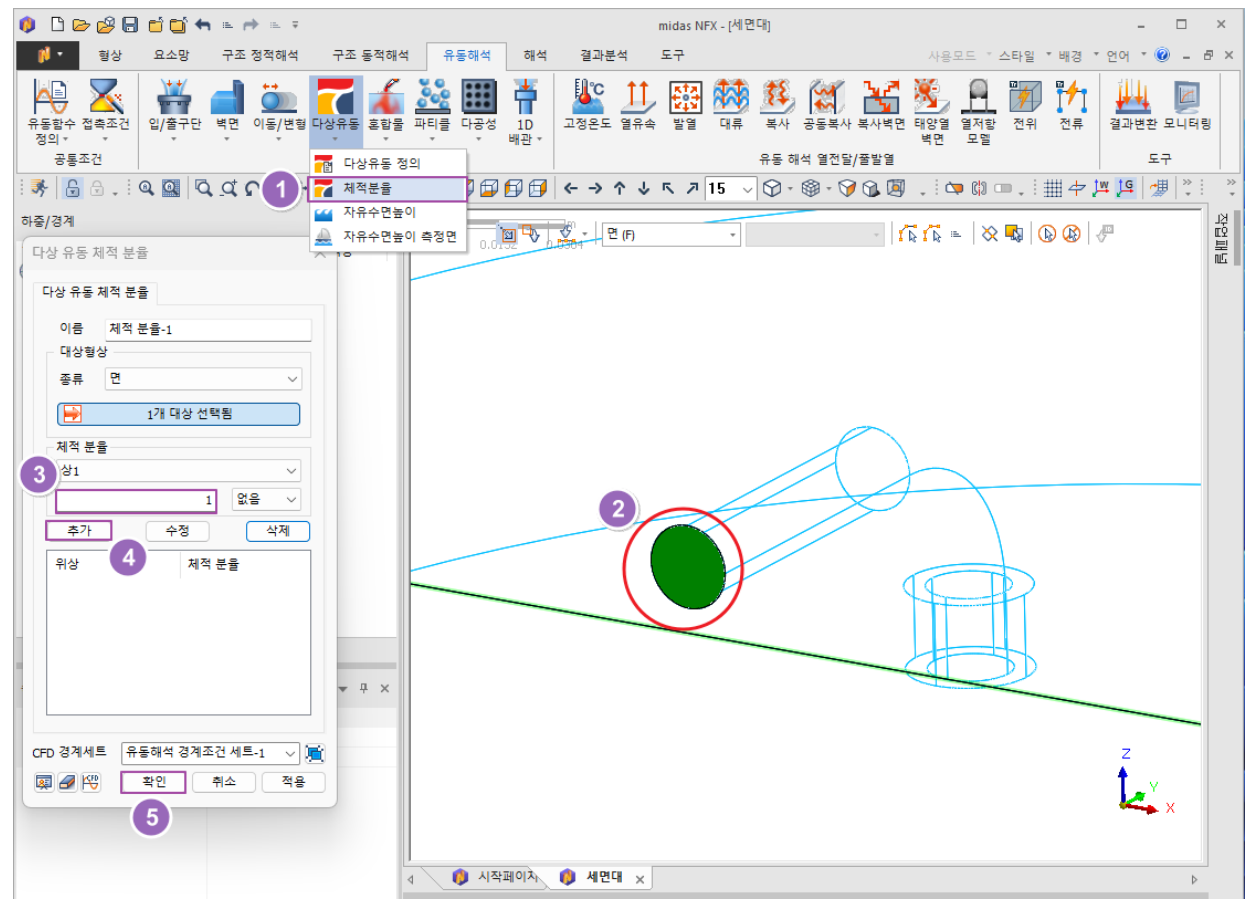 midas NFX - [세면대]
형상 요소망 구조 정적해석 구조 동적해석 유동해석 해석 결과분석 도구 사용모드 스타일 배경 언어
유동함수 정의 접촉조건 입/출구단 벽면 이동/변형 다상유동 혼합물 파티클 다공성 1D 배관 고정온도 열유속 발열 대류 복사 공동복사 복사벽면 태양열 벽면 열저항 모델 전위 전류 결과변환 모니터링
공통조건 유동 해석 열전달/줄발열 도구
다상유동 정의
1 체적분율 15
자유수면높이
자유수면높이 측정면
하중/경계
면 (F)
작업패널
다상 유동 체적 분율
다상 유동 체적 분율
이름 체적 분율-1
대상형상
종류 면
1개 대상 선택됨
체적 분율
3 상1
1 없음
추가 수정 삭제
4
위상 체적 분율
CFD 경계세트 유동해석 경계조건 세트-1
확인 취소 적용
5
2
Z
Y
X
시작페이지 세면대